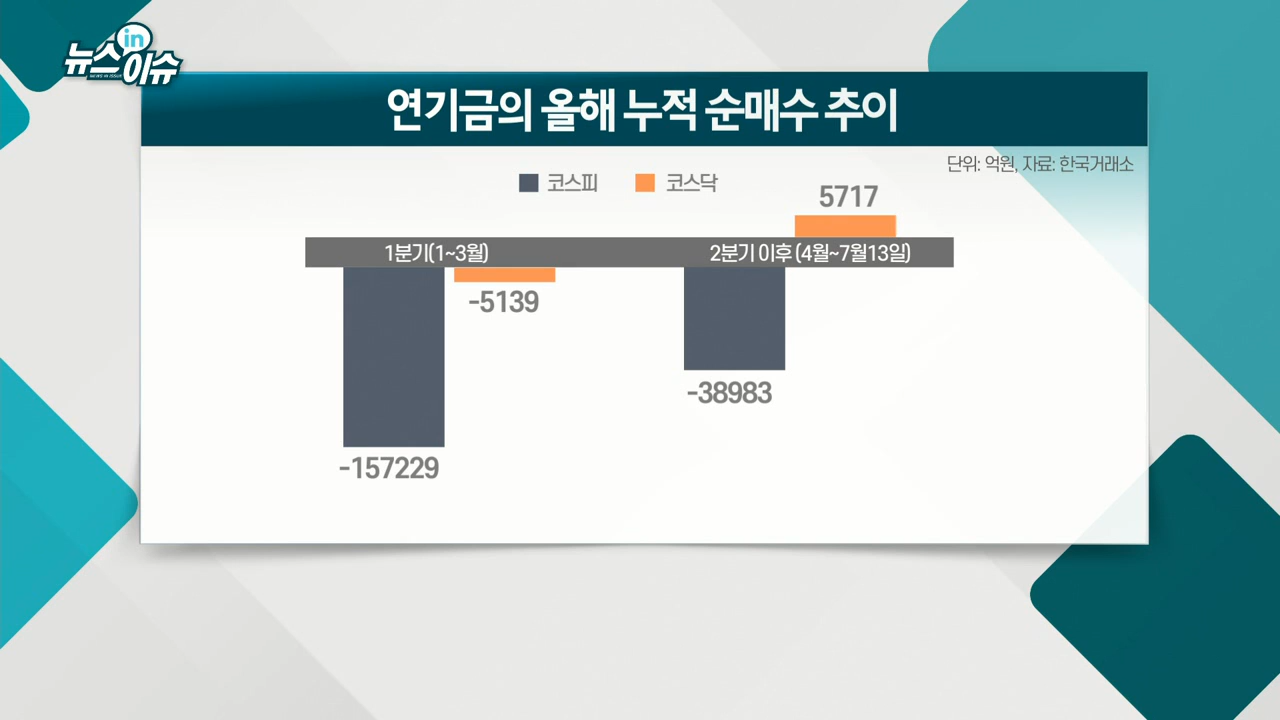 뉴스in이슈
NEWS IN ISSUE
연기금의 올해 누적 순매수 추이
단위: 억원, 자료: 한국거래소
코스피 코스닥
5717
1분기(1~3월) 2분기 이후 (4월~7월13일)
-5139
-38983
-157229